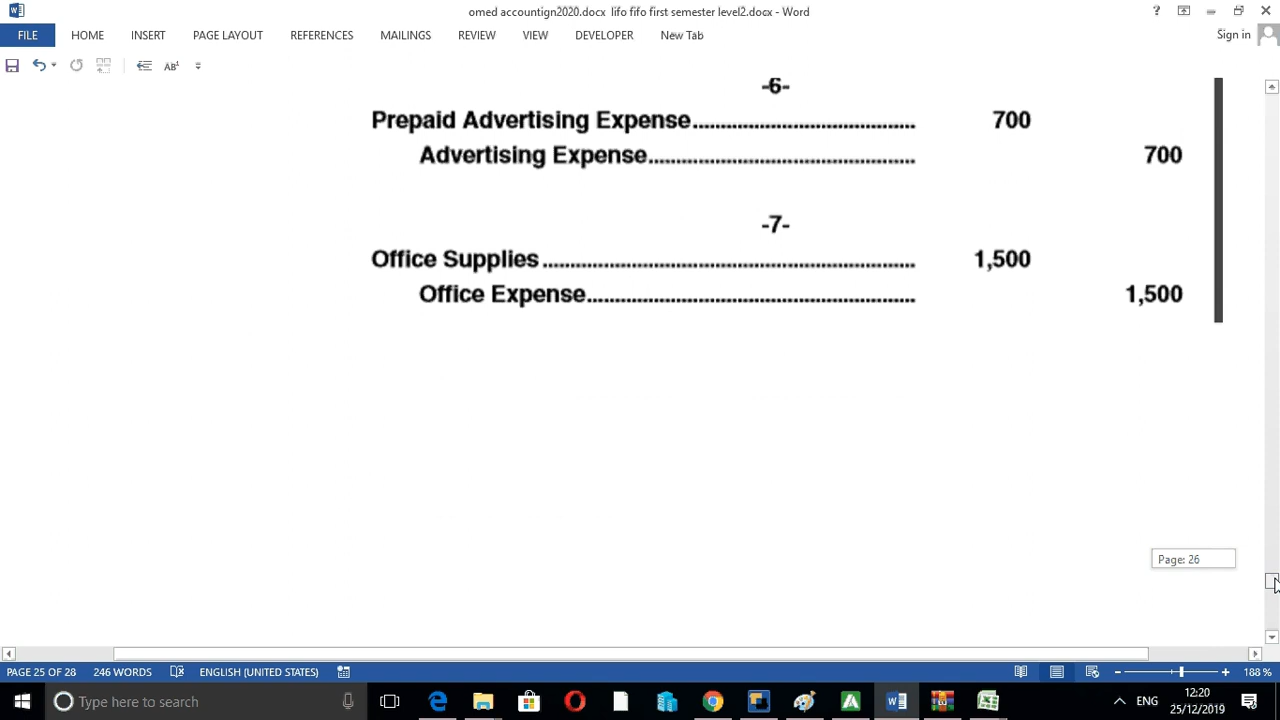 omed accountign2020.docx  lifo fifo first semester level2.docx - Word
?
FILE HOME INSERT PAGE LAYOUT REFERENCES MAILINGS REVIEW VIEW DEVELOPER New Tab Sign in
AB¹
-6-
Prepaid Advertising Expense........................................ 700
Advertising Expense................................................ 700
-7-
Office Supplies.................................................................... 1,500
Office Expense........................................................... 1,500
Page: 26
PAGE 25 OF 28 246 WORDS ENGLISH (UNITED STATES) 188 %
Type here to search ENG 12:20
25/12/2019